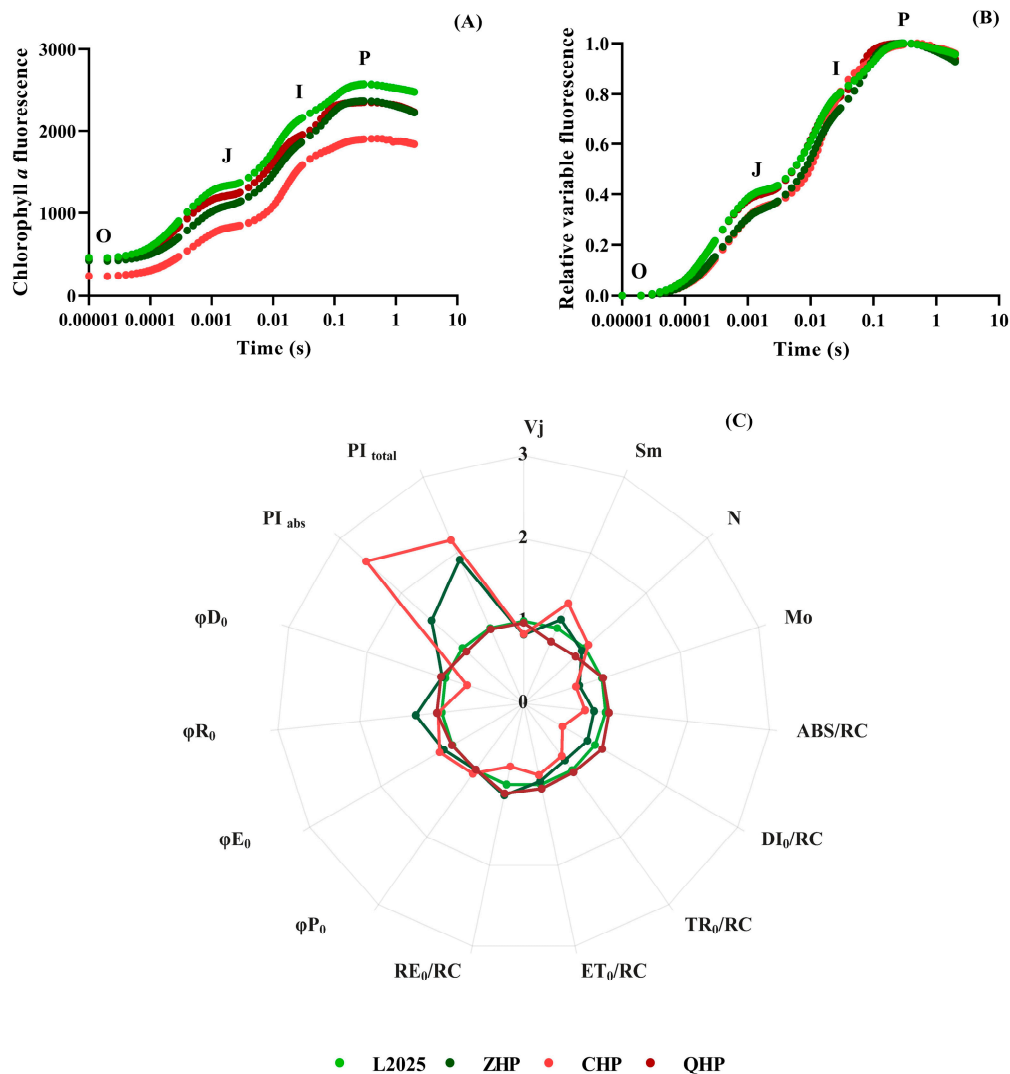 (A)
3000
2000
1000
0
Chlorophyll a fluorescence
O
J
I
P
0.00001 0.0001 0.001 0.01 0.1 1 10
Time (s)
(B)
1.0
0.8
0.6
0.4
0.2
0.0
Relative variable fluorescence
O
J
I
P
0.00001 0.00001 0.001 0.01 0.1 1 10
Time (s)
(C)
Vj
Sm
N
Mo
ABS/RC
DI₀/RC
TR₀/RC
ET₀/RC
RE₀/RC
φP₀
φE₀
φR₀
φD₀
PI abs
PI total
3
2
1
0
L2025 ZHP CHP QHP